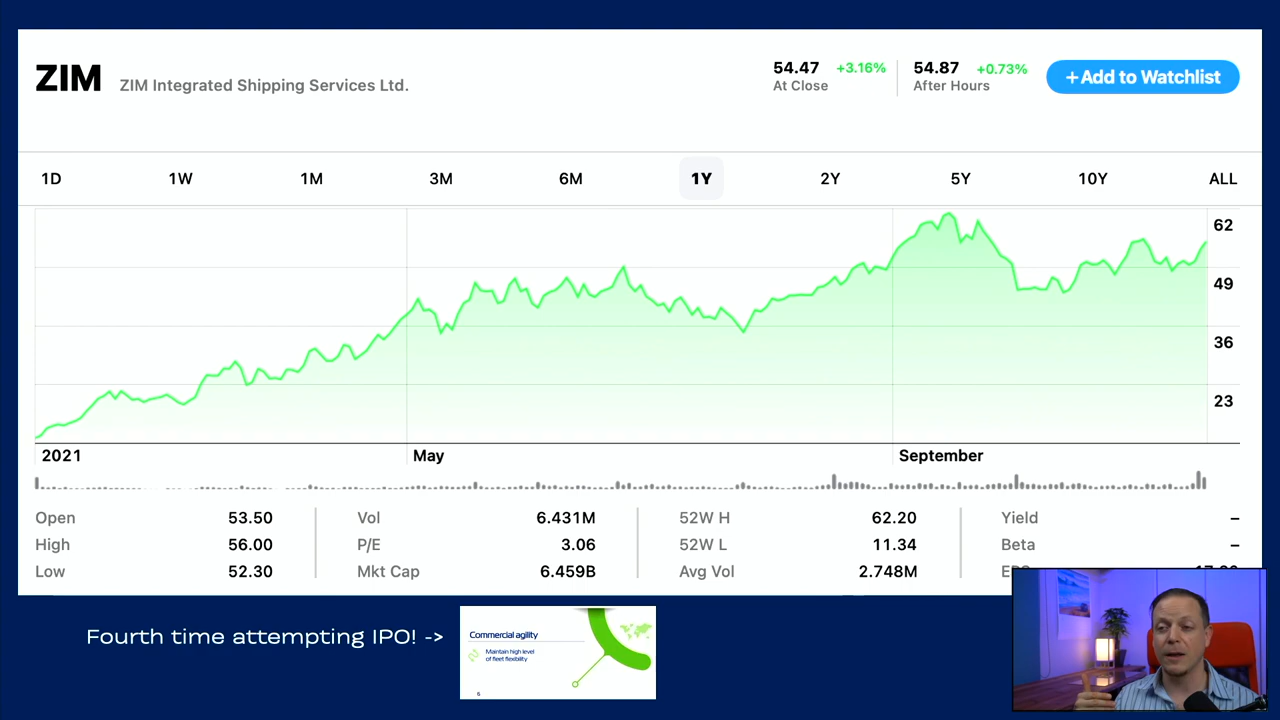 ZIM ZIM Integrated Shipping Services Ltd.
54.47 +3.16% 54.87 +0.73%
At Close After Hours
+Add to Watchlist
1D 1W 1M 3M 6M 1Y 2Y 5Y 10Y ALL
62
49
36
23
2021 May September
Open 53.50 Vol 6.431M 52W H 62.20 Yield –
High 56.00 P/E 3.06 52W L 11.34 Beta –
Low 52.30 Mkt Cap 6.459B Avg Vol 2.748M
Fourth time attempting IPO! ->
Commercial agility
Maintain high level
of fleet flexibility
6